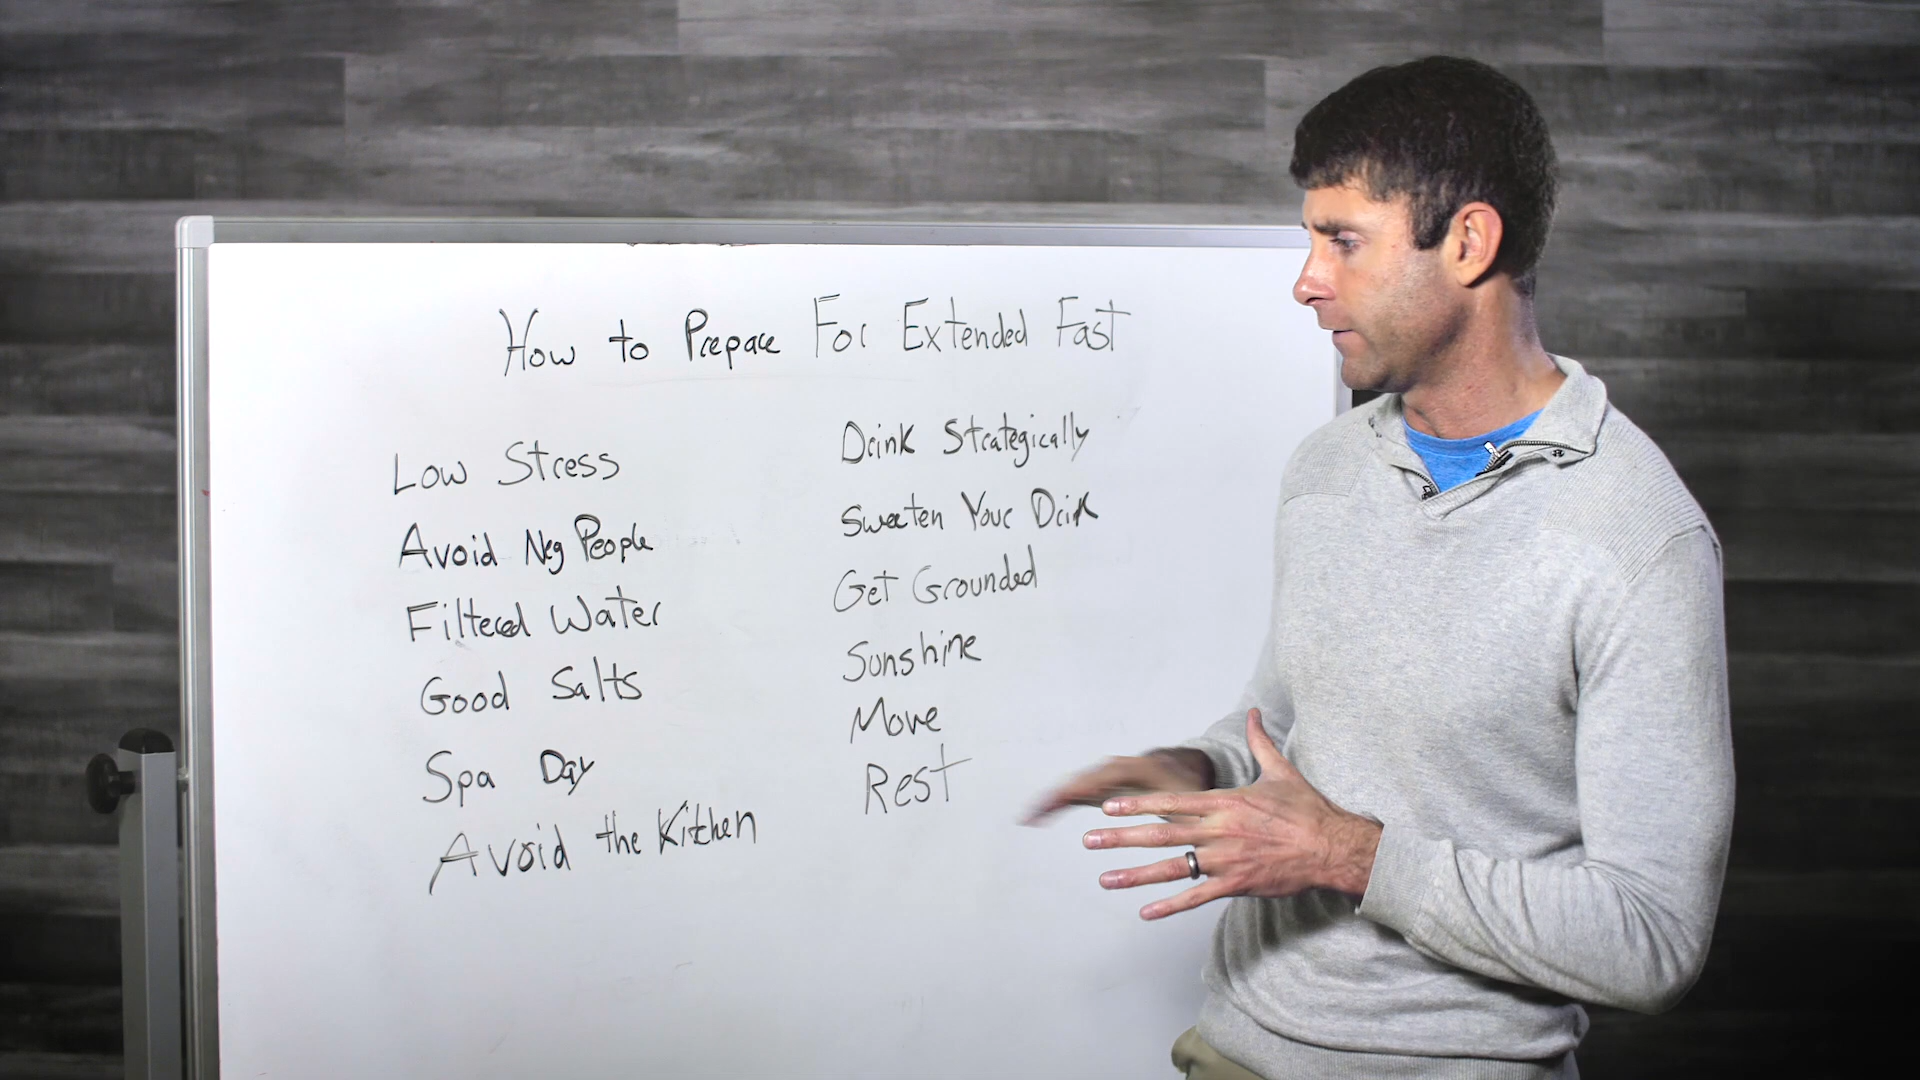 How to Prepare For Extended Fast
Low Stress
Avoid Neg People
Filtered Water
Good Salts
Spa Day
Avoid the Kitchen
Drink Strategically
Sweeten Your Drink
Get Grounded
Sunshine
Move
Rest